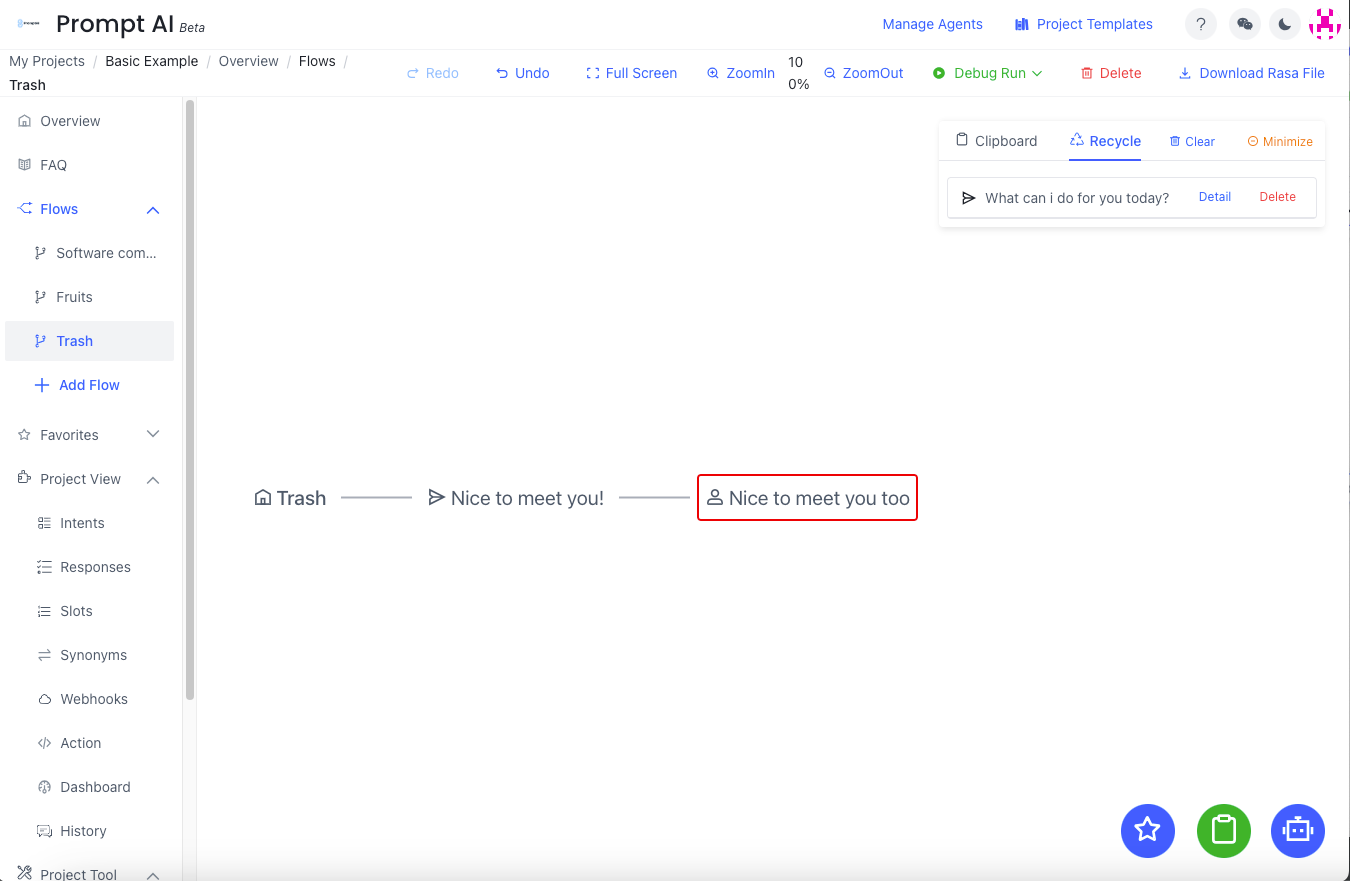 Prompt AI Beta
Manage Agents
Project Templates
?
My Projects / Basic Example / Overview / Flows /
Trash
Redo
Undo
Full Screen
ZoomIn
10
0%
ZoomOut
Debug Run
Delete
Download Rasa File
Overview
FAQ
Flows
Software com...
Fruits
Trash
Add Flow
Favorites
Project View
Intents
Responses
Slots
Synonyms
Webhooks
Action
Dashboard
History
Project Tool
Clipboard
Recycle
Clear
Minimize
What can i do for you today?
Detail
Delete
Trash
Nice to meet you!
Nice to meet you too